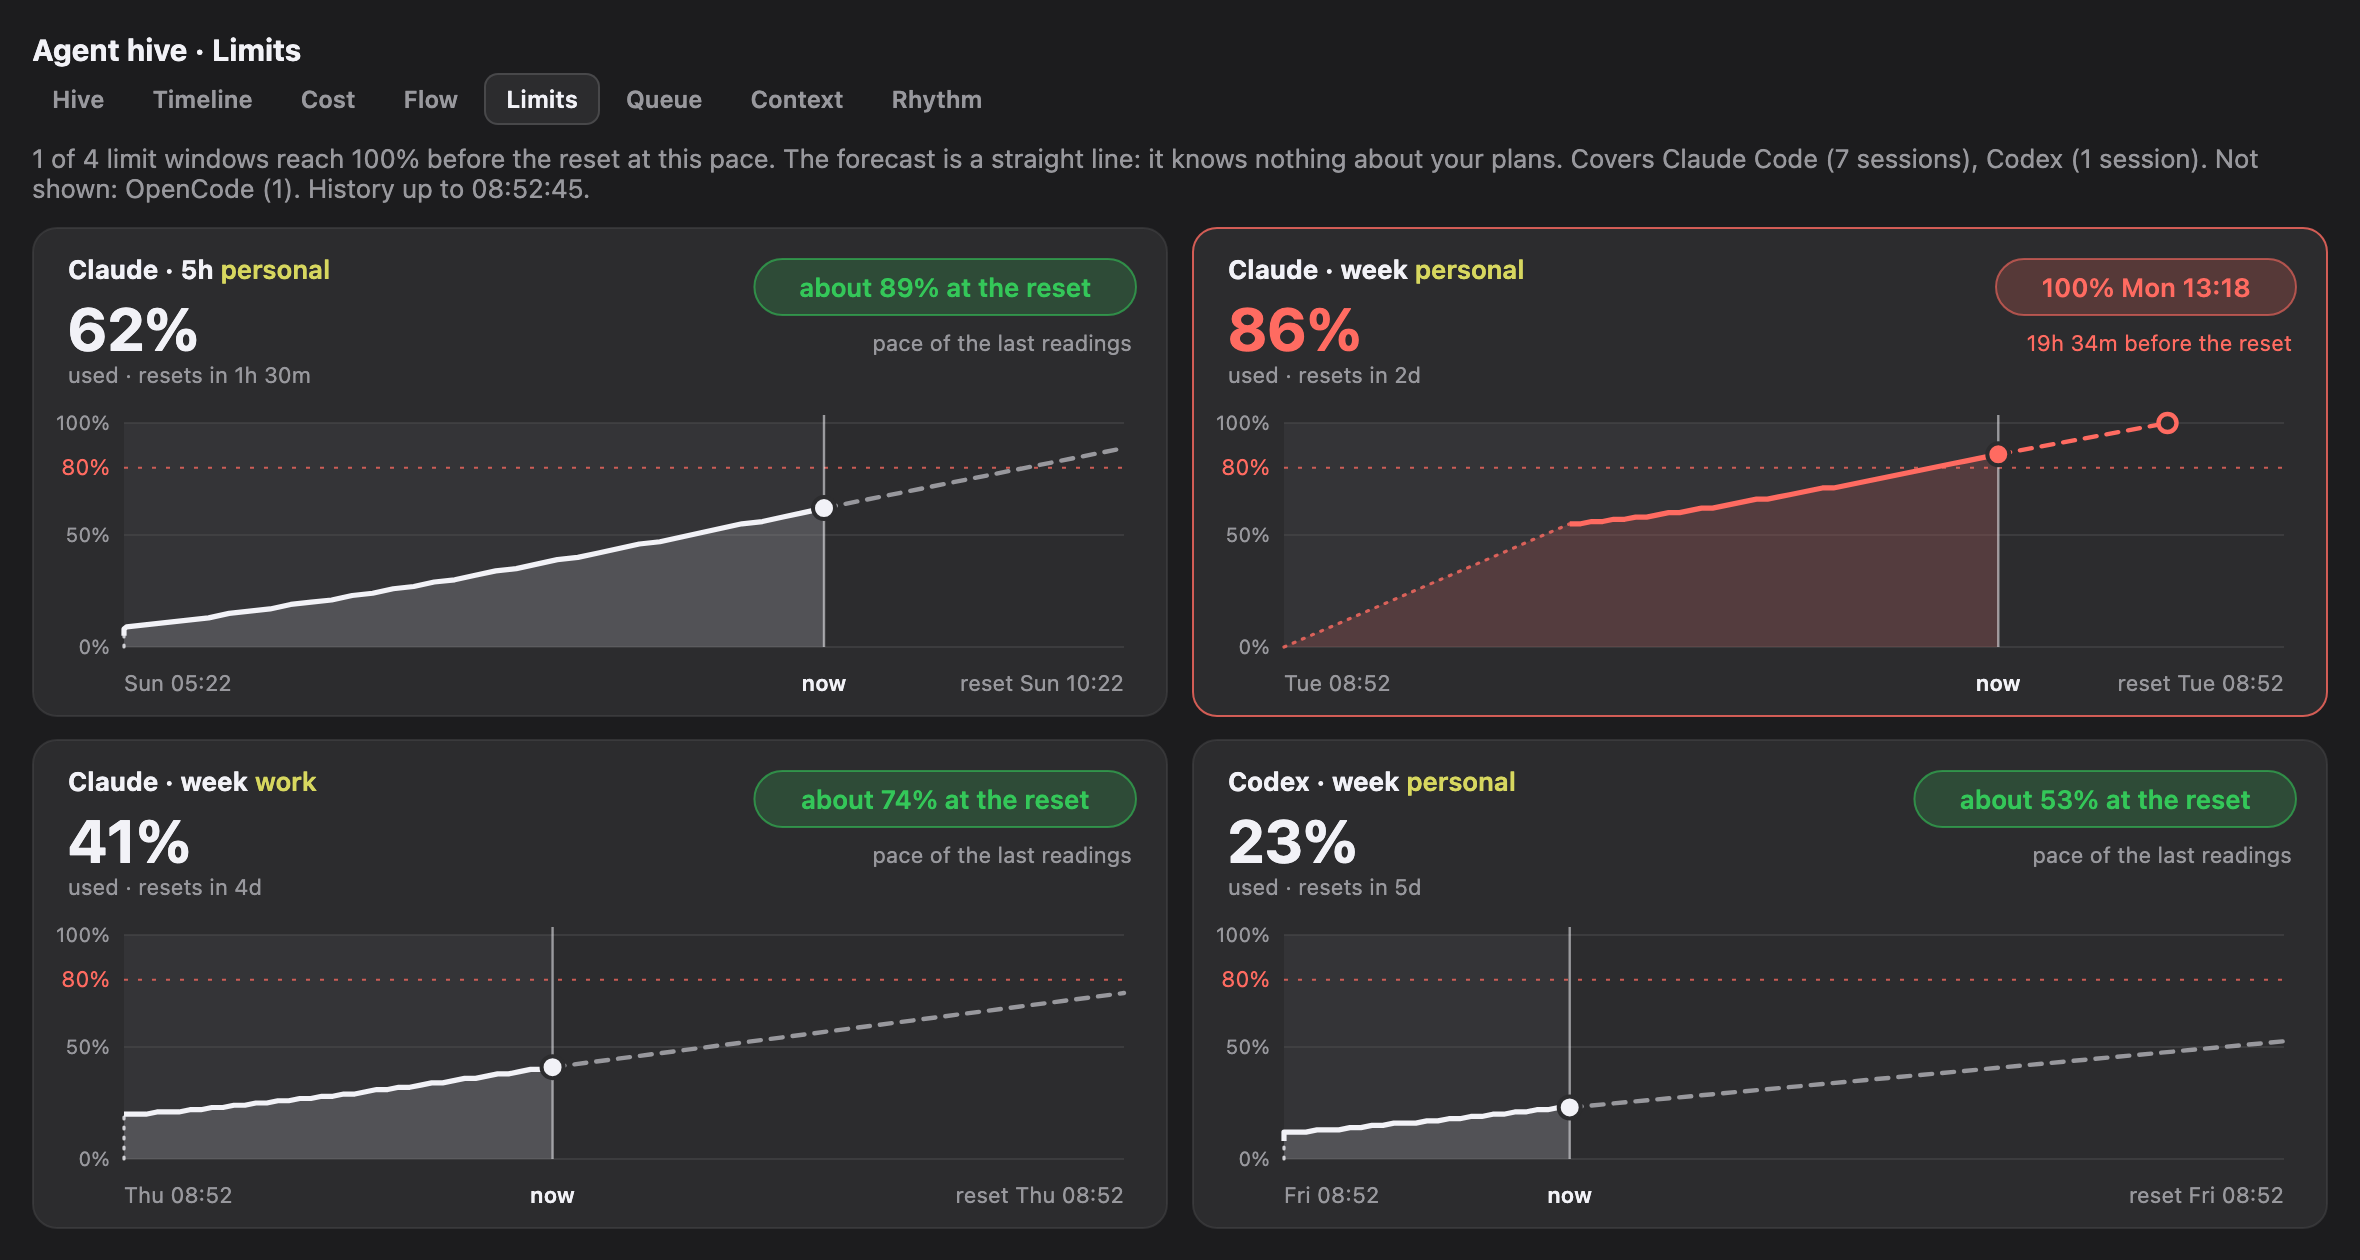 Agent hive · Limits
Hive Timeline Cost Flow Limits Queue Context Rhythm
1 of 4 limit windows reach 100% before the reset at this pace. The forecast is a straight line: it knows nothing about your plans. Covers Claude Code (7 sessions), Codex (1 session). Not
shown: OpenCode (1). History up to 08:52:45.
Claude · 5h personal
about 89% at the reset
62%
pace of the last readings
used · resets in 1h 30m
100%
80%
50%
0%
Sun 05:22
now
reset Sun 10:22
Claude · week personal
100% Mon 13:18
86%
19h 34m before the reset
used · resets in 2d
100%
80%
50%
0%
Tue 08:52
now
reset Tue 08:52
Claude · week work
about 74% at the reset
41%
pace of the last readings
used · resets in 4d
100%
80%
50%
0%
Thu 08:52
now
reset Thu 08:52
Codex · week personal
about 53% at the reset
23%
pace of the last readings
used · resets in 5d
100%
80%
50%
0%
Fri 08:52
now
reset Fri 08:52